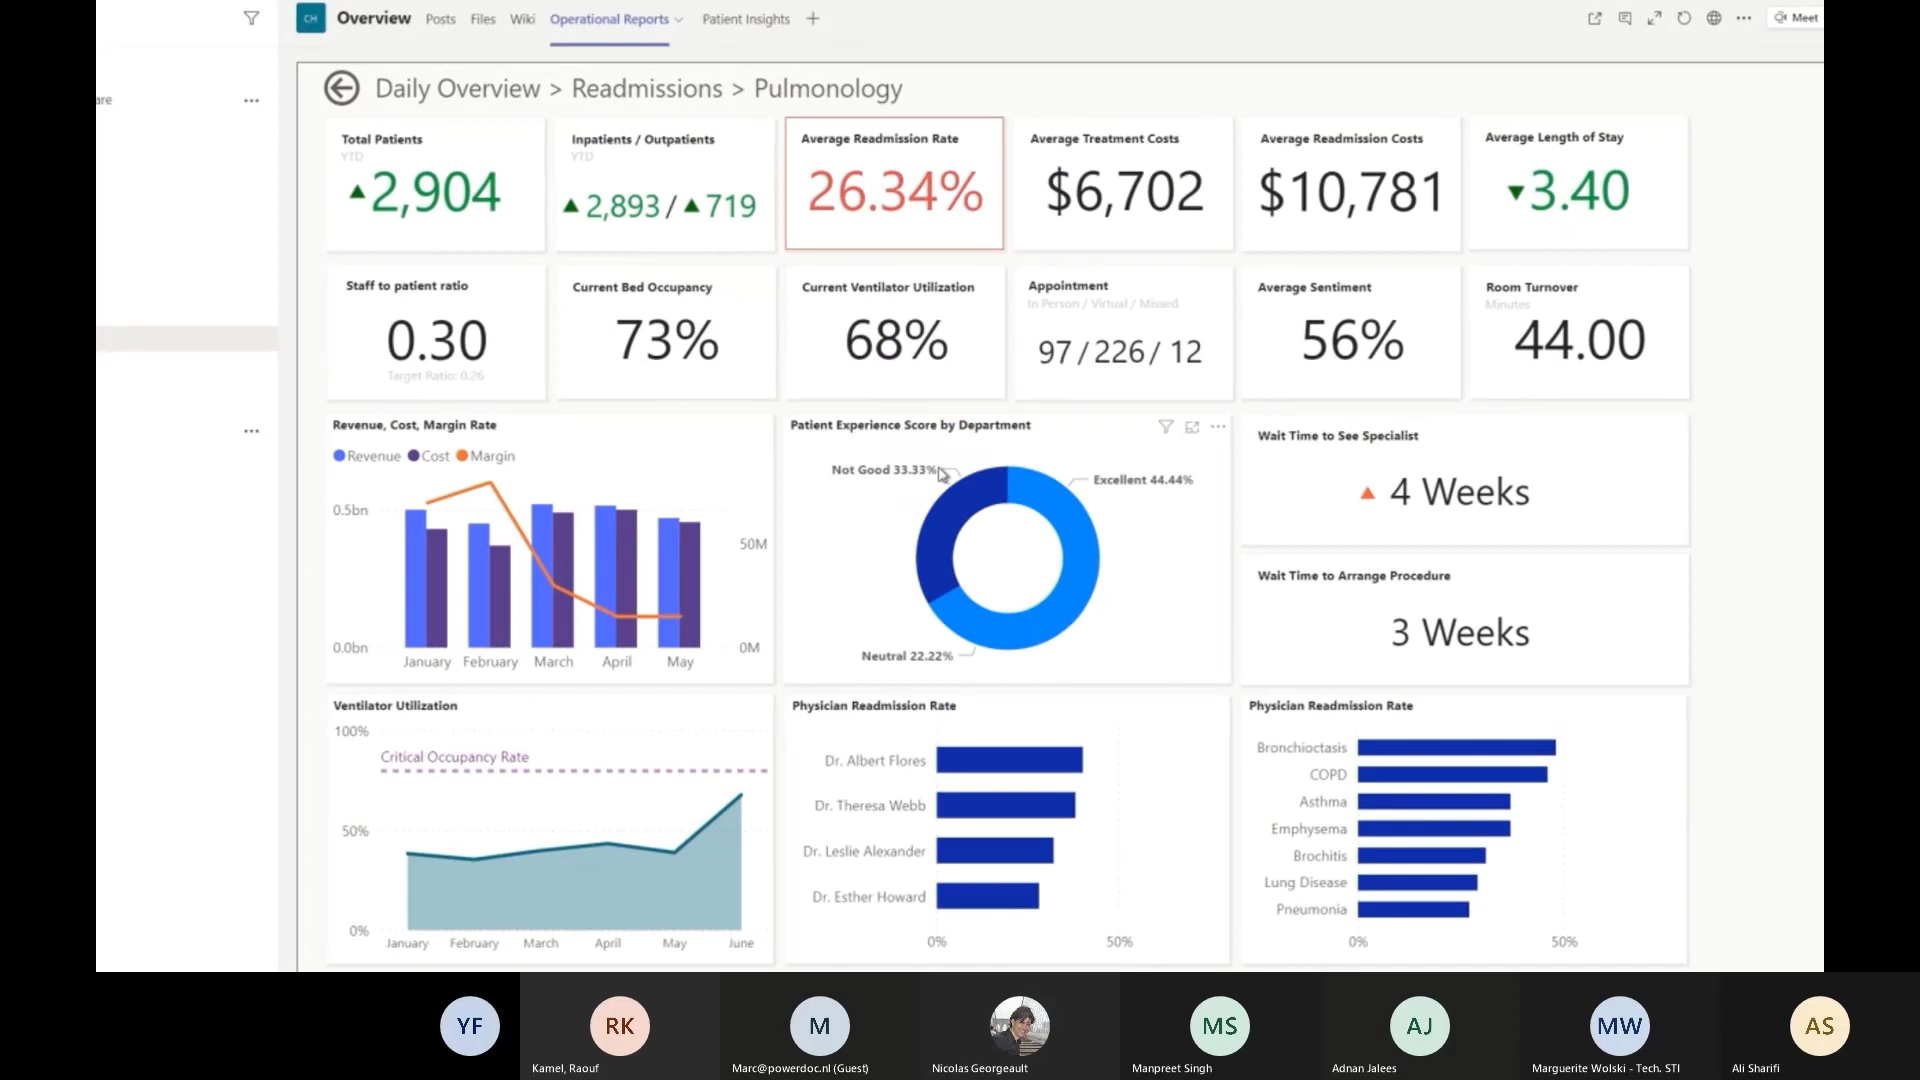 CH Overview Posts Files Wiki Operational Reports Patient Insights + Meet
are
Daily Overview > Readmissions > Pulmonology
Total Patients
YTD
2,904
Inpatients / Outpatients
YTD
2,893 / 719
Average Readmission Rate
26.34%
Average Treatment Costs
$6,702
Average Readmission Costs
$10,781
Average Length of Stay
3.40
Staff to patient ratio
0.30
Target Ratio: 0.26
Current Bed Occupancy
73%
Current Ventilator Utilization
68%
Appointment
In Person / Virtual / Missed
97 / 226 / 12
Average Sentiment
56%
Room Turnover
Minutes
44.00
Revenue, Cost, Margin Rate
Revenue Cost Margin
0.5bn
50M
0.0bn
0M
January February March April May
Patient Experience Score by Department
Not Good 33.33%
Excellent 44.44%
Neutral 22.22%
Wait Time to See Specialist
4 Weeks
Wait Time to Arrange Procedure
3 Weeks
Ventilator Utilization
100%
Critical Occupancy Rate
50%
0%
January February March April May June
Physician Readmission Rate
Dr. Albert Flores
Dr. Theresa Webb
Dr. Leslie Alexander
Dr. Esther Howard
0% 50%
Physician Readmission Rate
Bronchioctasis
COPD
Asthma
Emphysema
Brochitis
Lung Disease
Pneumonia
0% 50%
YF RK M MS AJ MW AS
Kamel, Raouf
Marc@powerdoc.nl (Guest)
Nicolas Georgeault
Manpreet Singh
Adnan Jalees
Marguerite Wolski - Tech. STI
Ali Sharifi